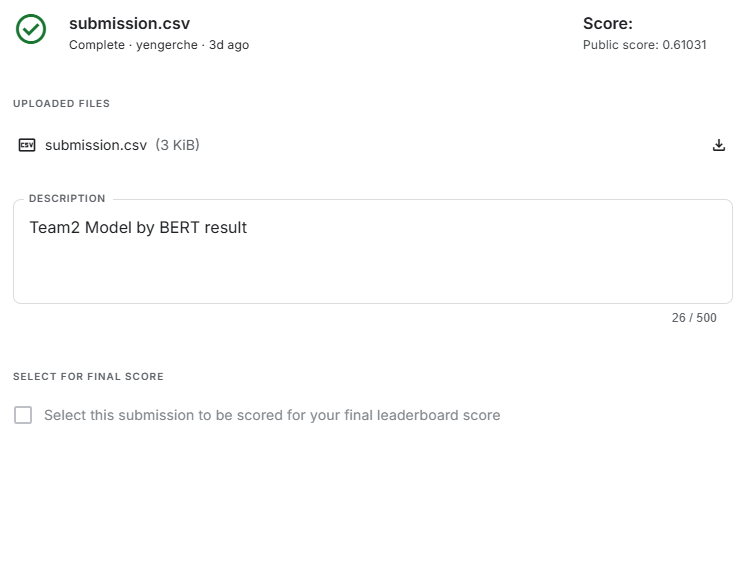 submission.csv
Complete · yengerche · 3d ago
Score:
Public score: 0.61031
UPLOADED FILES
CSV submission.csv (3 KiB)
DESCRIPTION
Team2 Model by BERT result
26 / 500
SELECT FOR FINAL SCORE
Select this submission to be scored for your final leaderboard score